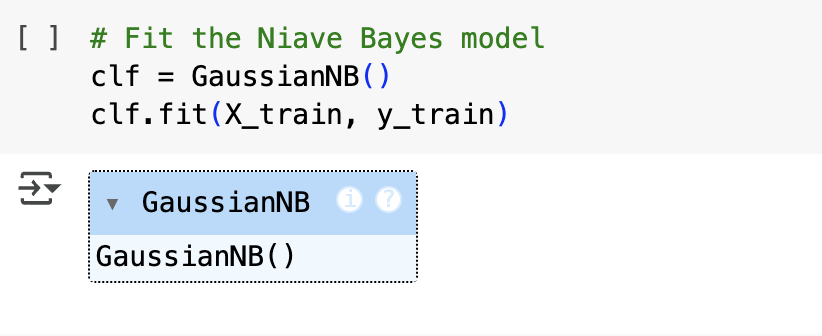 [ ] # Fit the Niave Bayes model
clf = GaussianNB()
clf.fit(X_train, y_train)
▼ GaussianNB i ?
GaussianNB()